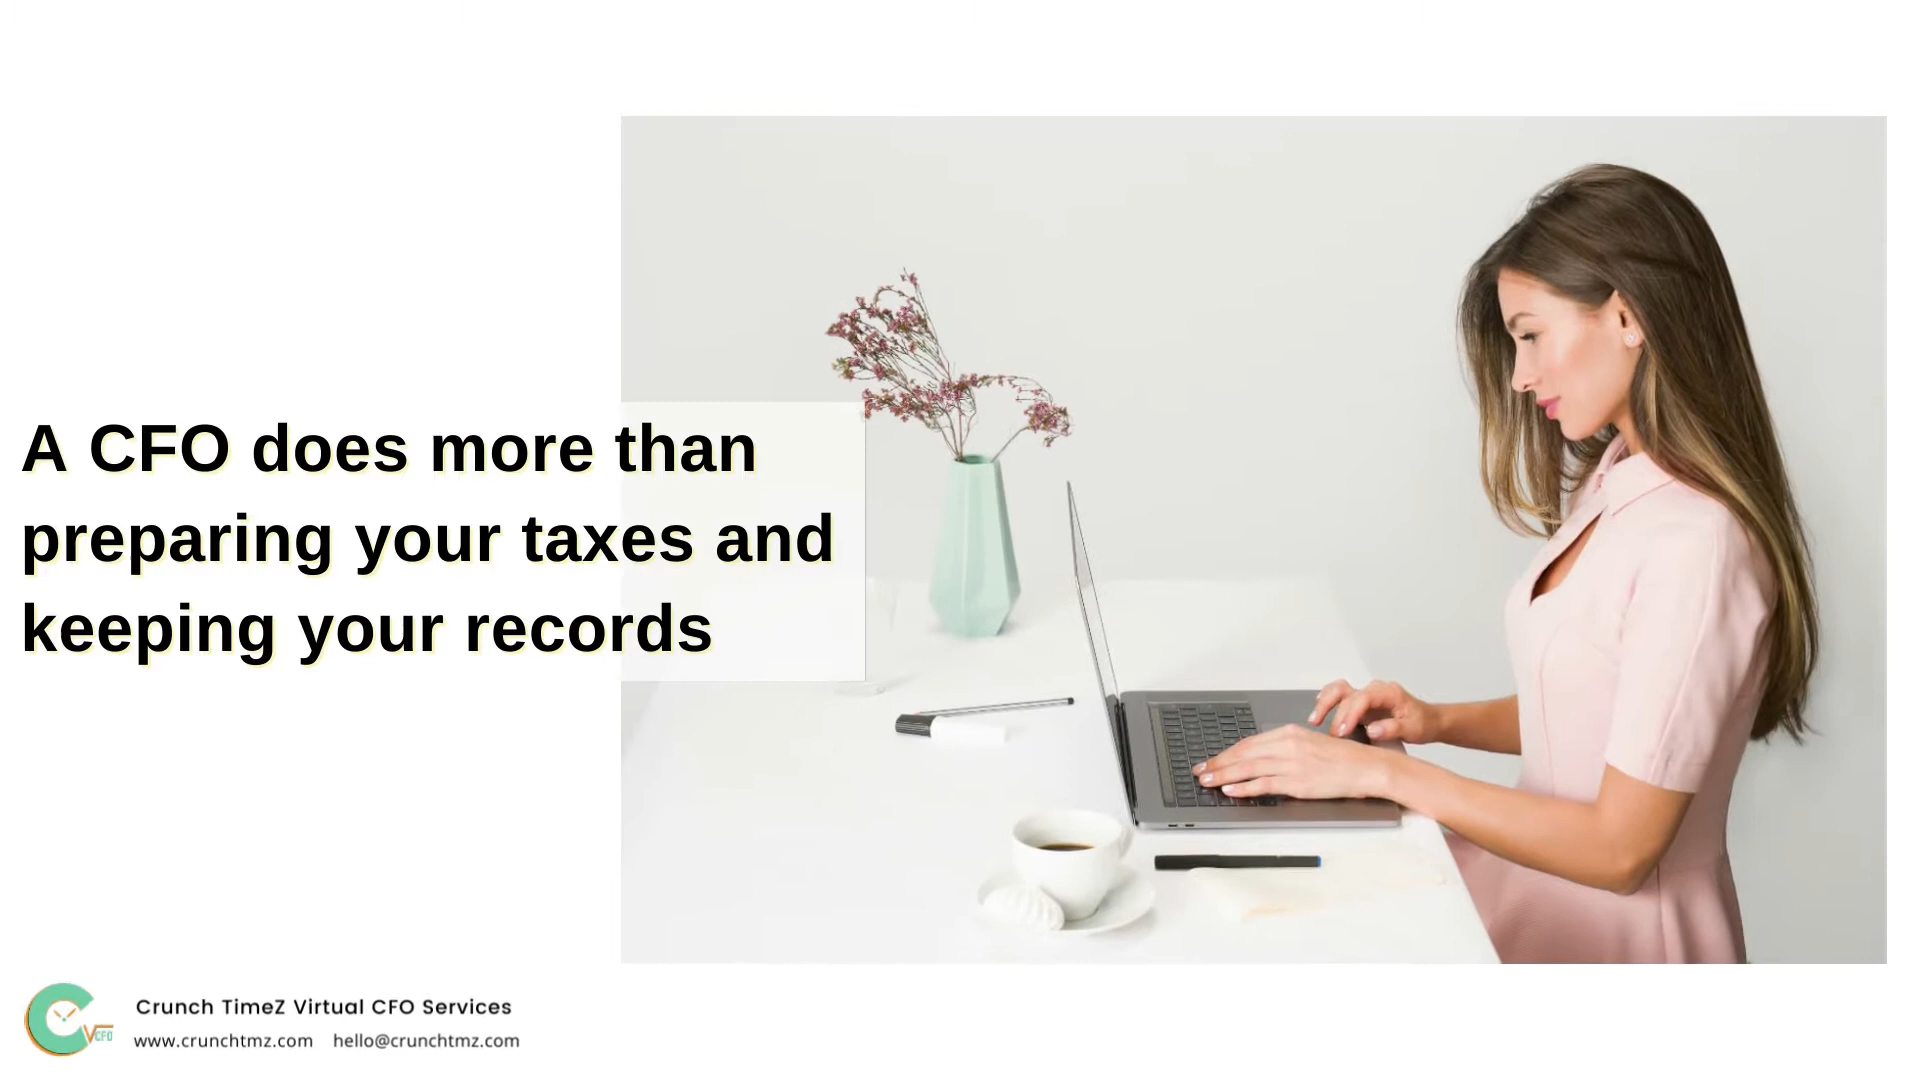 A CFO does more than
preparing your taxes and
keeping your records
VCFO
Crunch TimeZ Virtual CFO Services
www.crunchtmz.com hello@crunchtmz.com